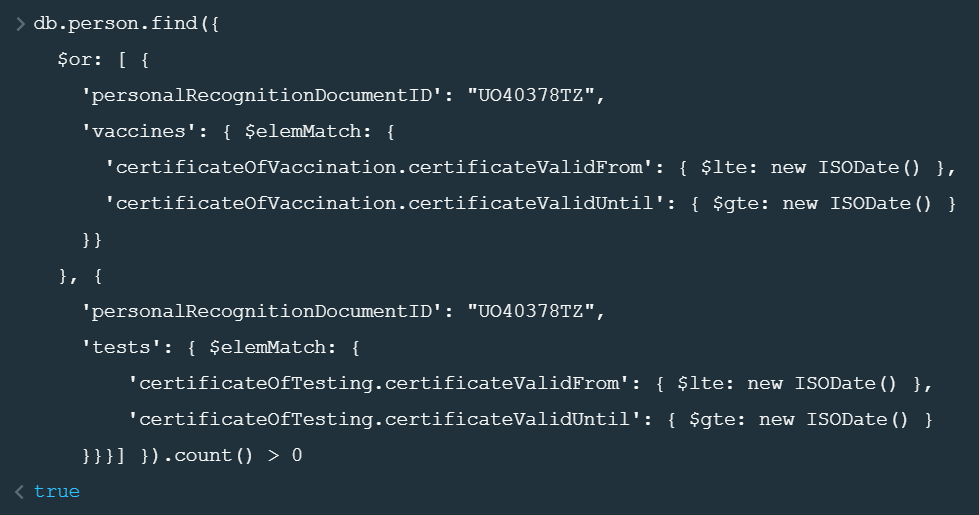 > db.person.find({
$or: [ {
'personalRecognitionDocumentID': "UO40378TZ",
'vaccines': { $elemMatch: {
'certificateOfVaccination.certificateValidFrom': { $lte: new ISODate() },
'certificateOfVaccination.certificateValidUntil': { $gte: new ISODate() }
}}
}, {
'personalRecognitionDocumentID': "UO40378TZ",
'tests': { $elemMatch: {
'certificateOfTesting.certificateValidFrom': { $lte: new ISODate() },
'certificateOfTesting.certificateValidUntil': { $gte: new ISODate() }
}}}] }).count() > 0
< true